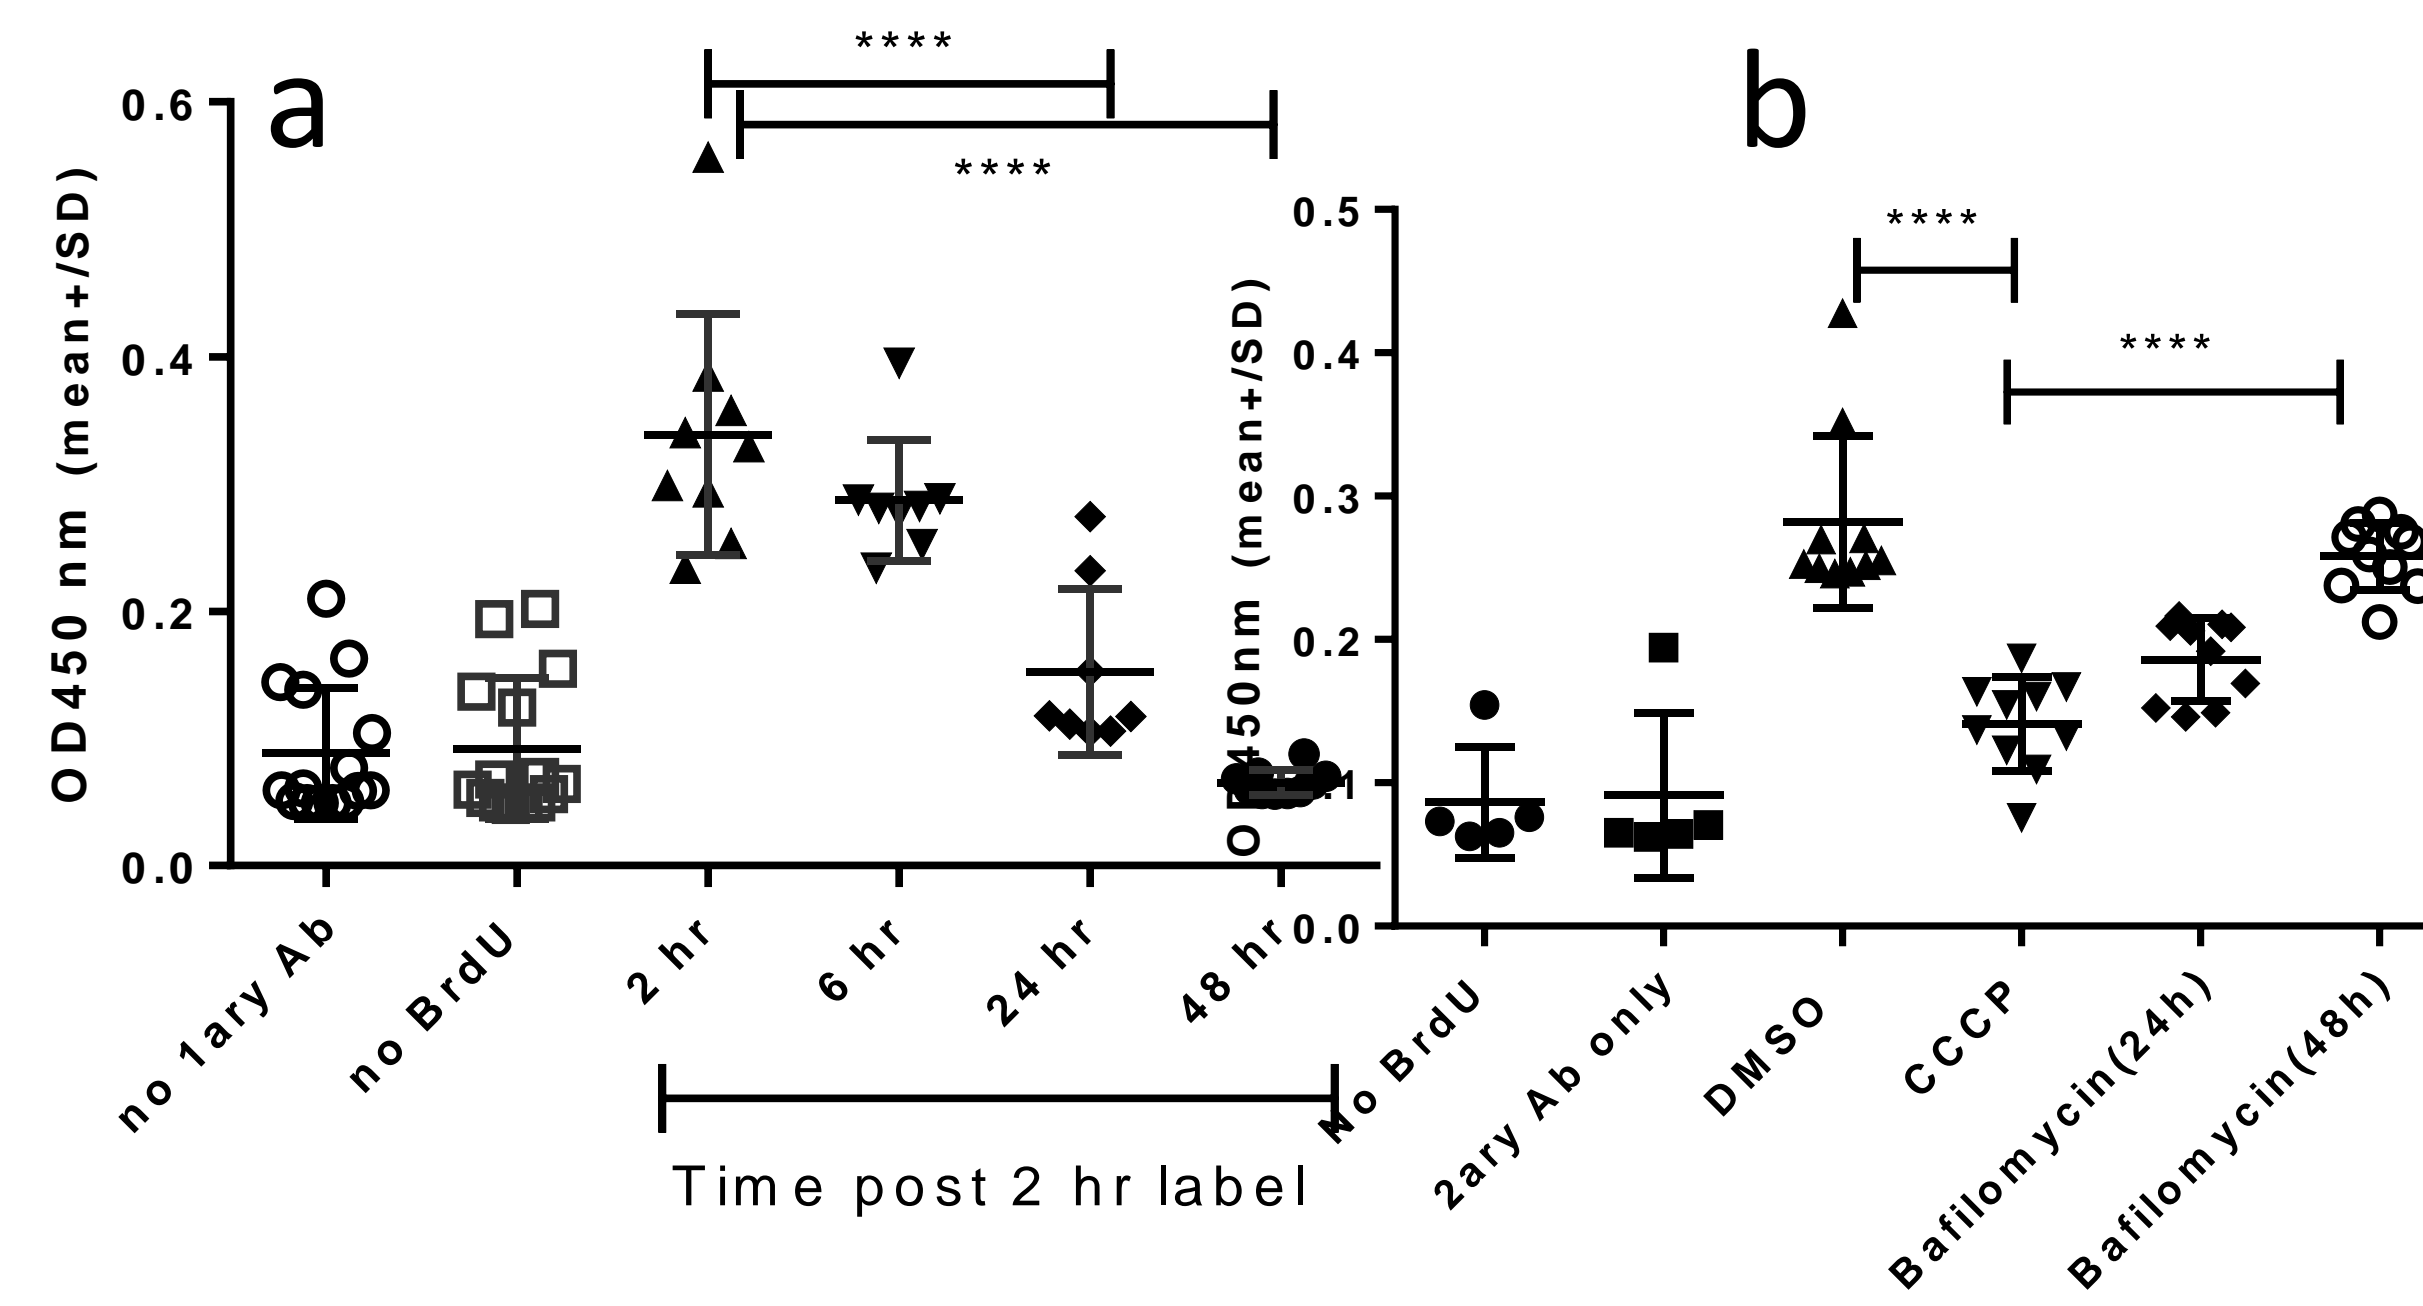 a
****
****
0.6
0.4
0.2
0.0
OD450 nm (mean+/SD)
no 1ary Ab
no BrdU
2 hr
6 hr
24 hr
48 hr
Time post 2 hr label
b
****
****
0.5
0.4
0.3
0.2
.1
0.0
OD450nm (mean+/SD)
No BrdU
2ary Ab only
DMSO
CCCP
Bafilomycin(24h)
Bafilomycin(48h)